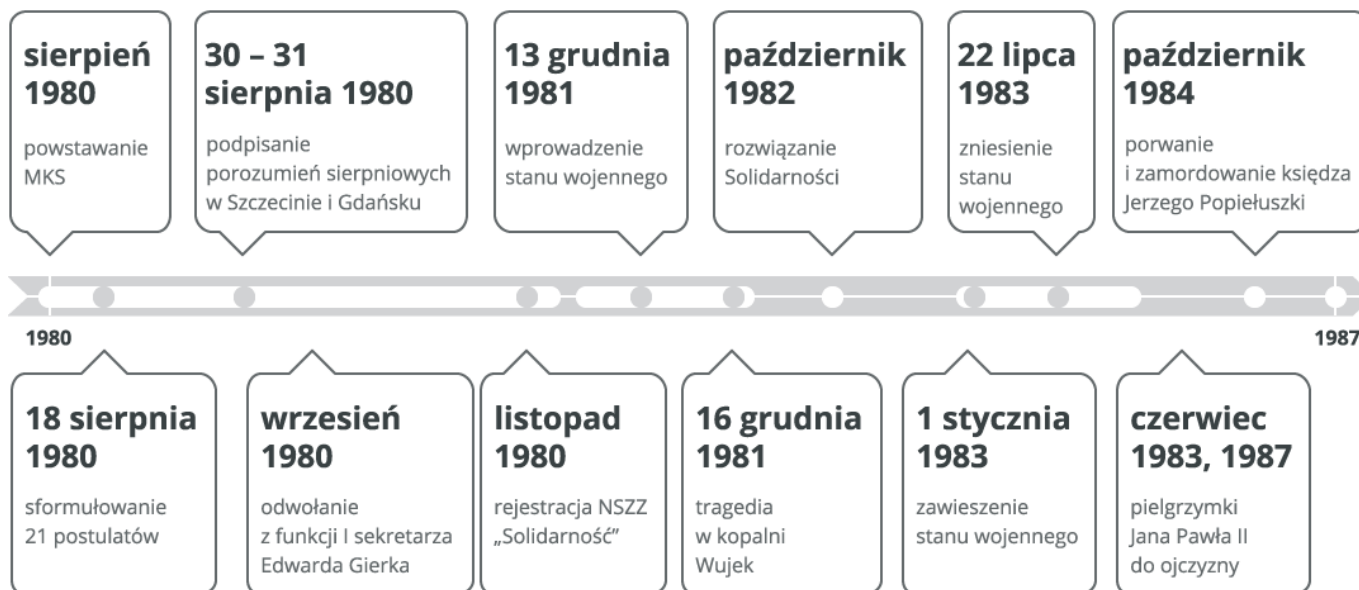 sierpień
1980
powstawanie
MKS
30 – 31
sierpnia 1980
podpisanie
porozumień sierpniowych
w Szczecinie i Gdańsku
13 grudnia
1981
wprowadzenie
stanu wojennego
październik
1982
rozwiązanie
Solidarności
22 lipca
1983
zniesienie
stanu
wojennego
październik
1984
porwanie
i zamordowanie księdza
Jerzego Popiełuszki
1980
1987
18 sierpnia
1980
sformułowanie
21 postulatów
wrzesień
1980
odwołanie
z funkcji I sekretarza
Edwarda Gierka
listopad
1980
rejestracja NSZZ
„Solidarność”
16 grudnia
1981
tragedia
w kopalni
Wujek
1 stycznia
1983
zawieszenie
stanu wojennego
czerwiec
1983, 1987
pielgrzymki
Jana Pawła II
do ojczyzny